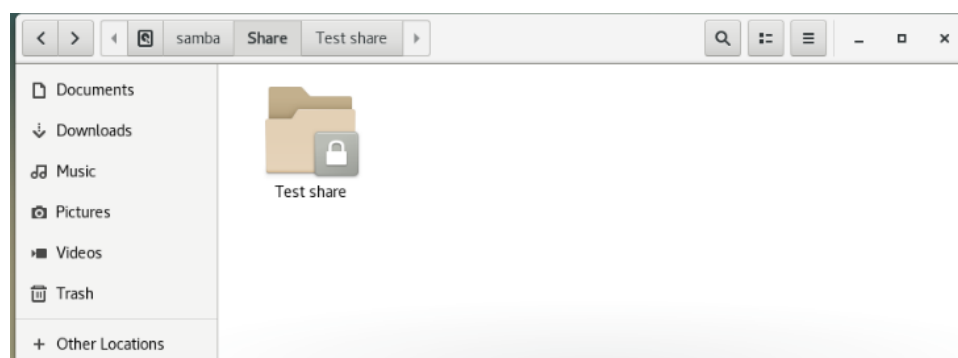 samba Share Test share
Documents
Downloads
Music
Pictures
Videos
Trash
Other Locations
Test share